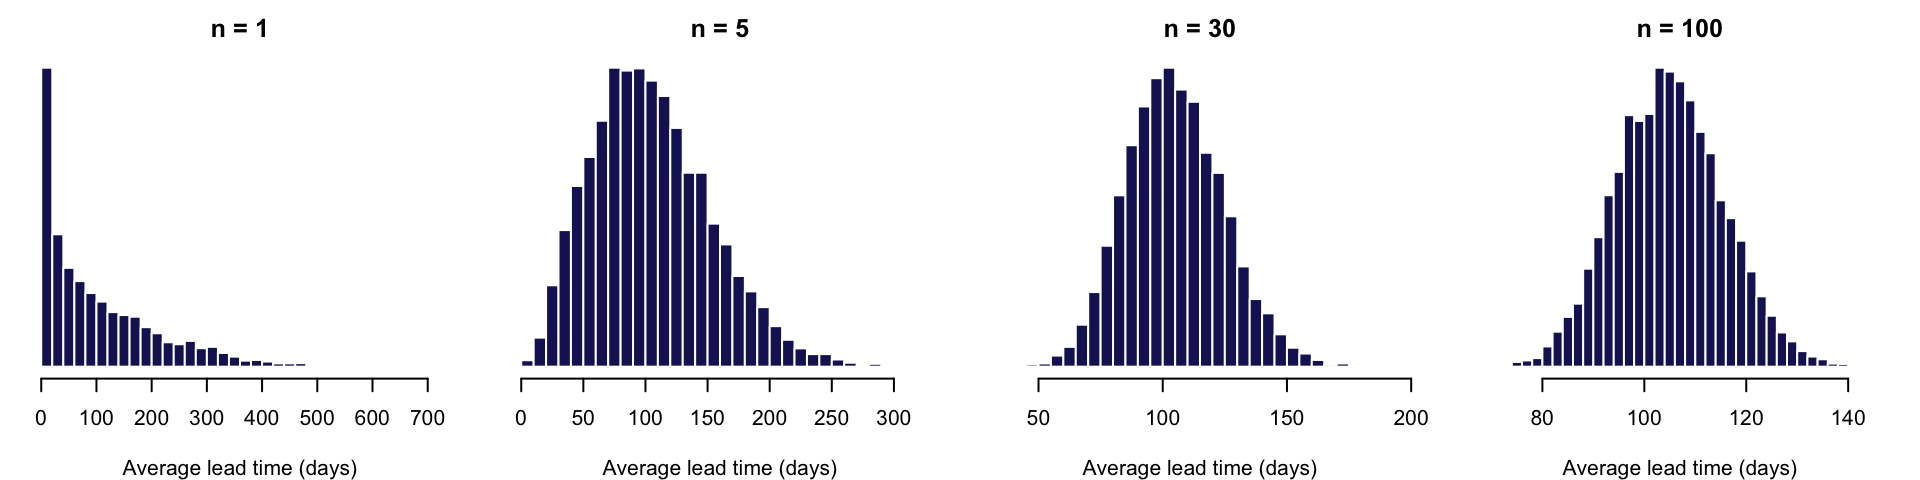 n = 1
0 100 200 300 400 500 600 700
Average lead time (days)
n = 5
0 50 100 150 200 250 300
Average lead time (days)
n = 30
50 100 150 200
Average lead time (days)
n = 100
80 100 120 140
Average lead time (days)